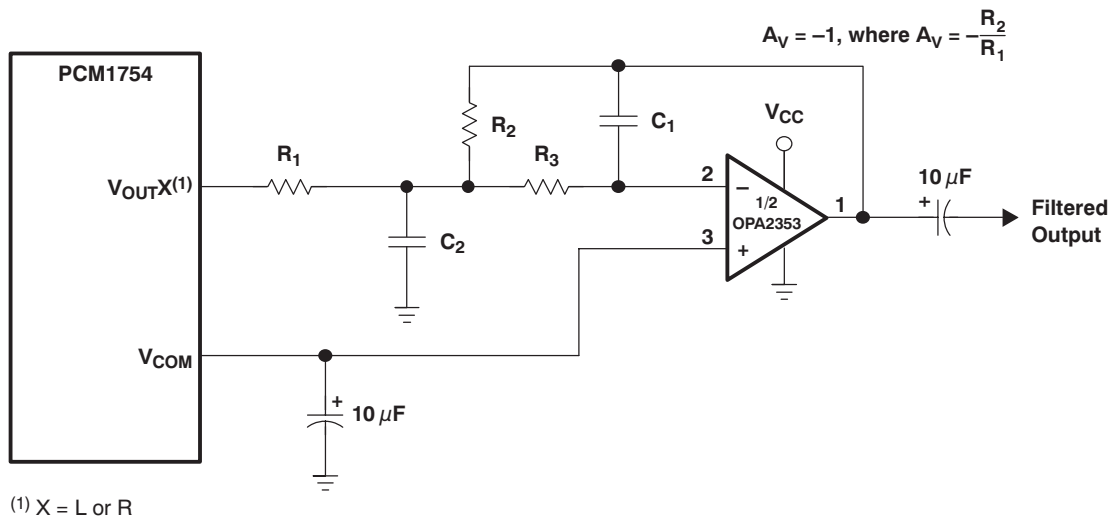 A_V = –1, where A_V = –R_2/R_1
PCM1754
V_CC
R_2
C_1
R_1
R_3
V_OUTX(1)
2
–
1/2
OPA2353
1
10 μF
+
Filtered
Output
3
+
C_2
V_COM
+
10 μF
(1) X = L or R